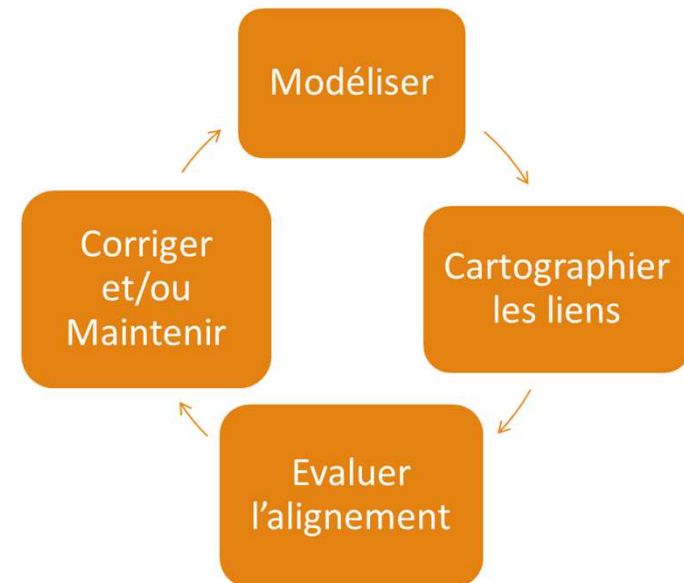 Modéliser
Cartographier
les liens
Evaluer
l’alignement
Corriger
et/ou
Maintenir